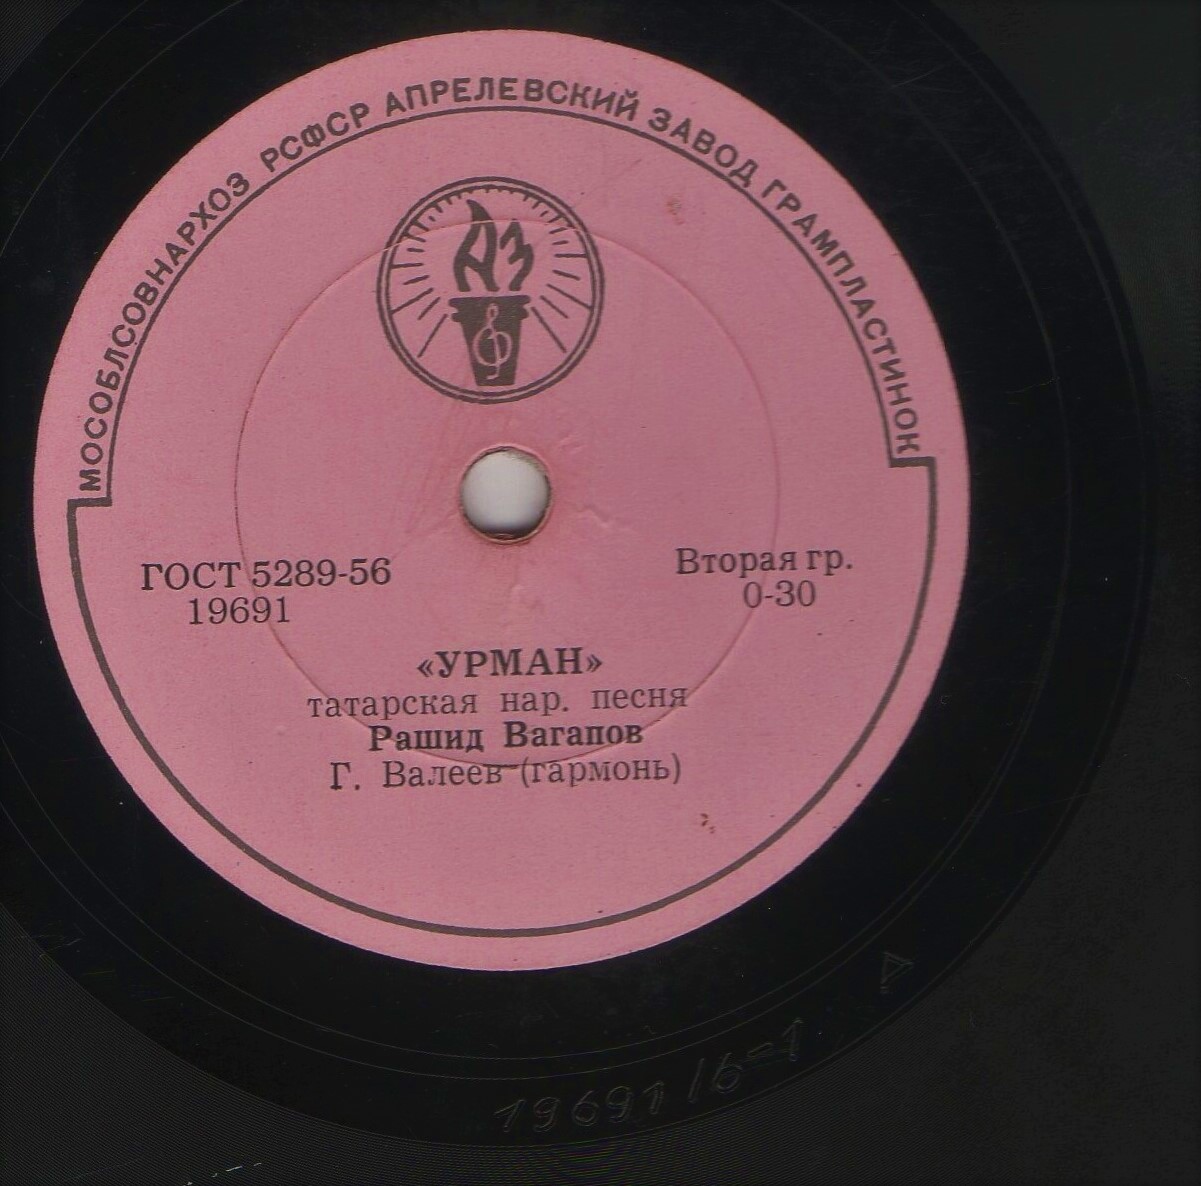 МОСОБЛСОВНАРХОЗ РСФСР АПРЕЛЕВСКИЙ ЗАВОД ГРАМПЛАСТИНОК
АЗ
ГОСТ 5289-56
19691
Вторая гр.
0-30
«УРМАН»
татарская нар. песня
Рашид Вагапов
Г. Валеев (гармонь)
19691/6-1 А